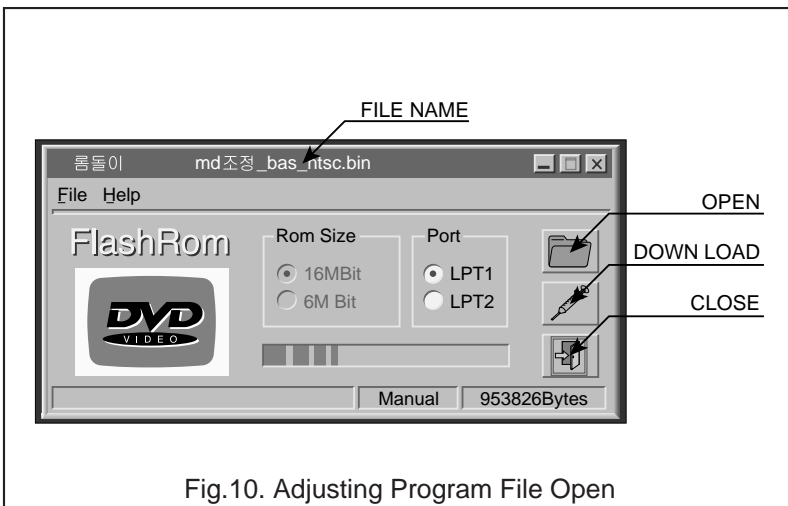 FILE NAME
롬돌이 md조정_bas_ntsc.bin
File Help
OPEN
FlashRom
Rom Size
Port
16MBit
LPT1
DOWN LOAD
6M Bit
LPT2
CLOSE
DVD
VIDEO
Manual
953826Bytes
Fig.10. Adjusting Program File Open